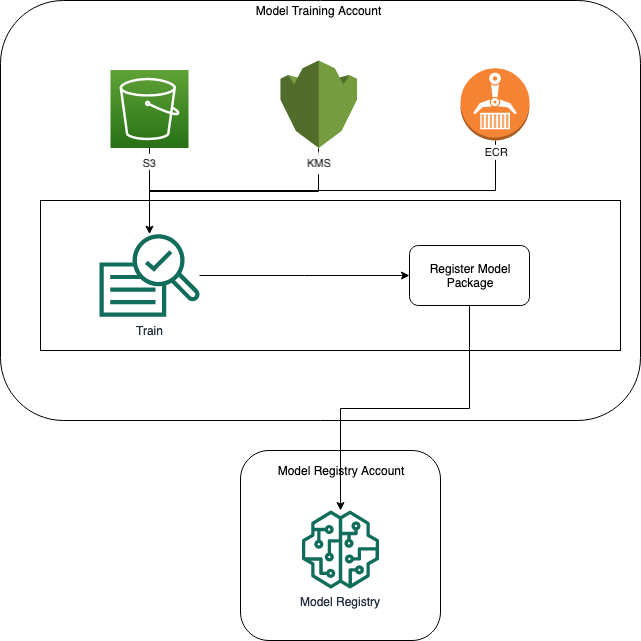 Model Training Account
S3
KMS
ECR
Train
Register Model
Package
Model Registry Account
Model Registry